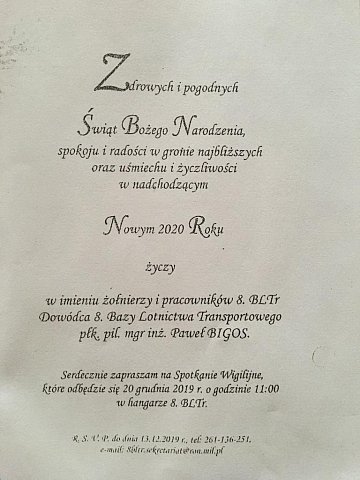 Zdrowych i pogodnych
Świąt Bożego Narodzenia,
spokoju i radości w gronie najbliższych
oraz uśmiechu i życzliwości
w nadchodzącym
Nowym 2020 Roku
życzy
w imieniu żołnierzy i pracowników 8. BLTr
Dowódca 8. Bazy Lotnictwa Transportowego
płk. pil. mgr inż. Paweł BIGOS.
Serdecznie zapraszam na Spotkanie Wigilijne,
które odbędzie się 20 grudnia 2019 r. o godzinie 11:00
w hangarze 8. BLTr.
R. S. V. P. do dnia 13.12.2019 r., tel: 261-136-251,
e-mail: 8bltr.sekretariat@ron.mil.pl